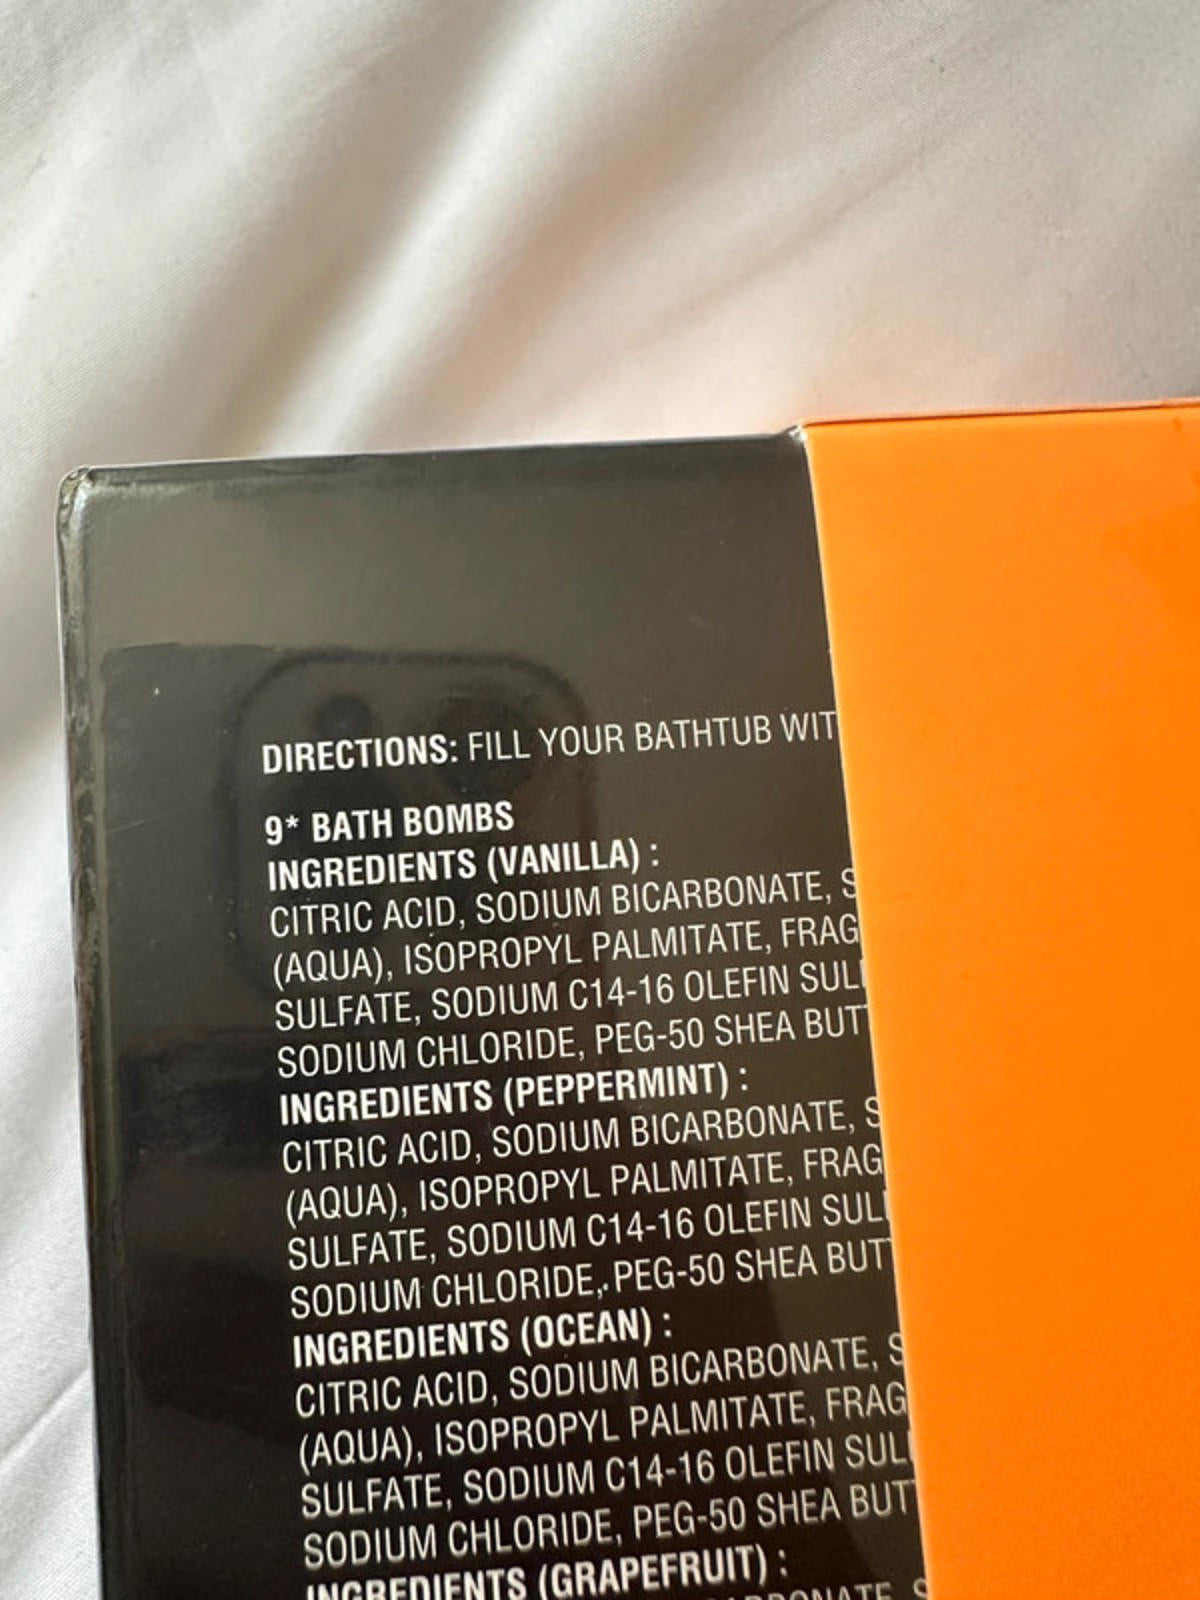 DIRECTIONS: FILL YOUR BATHTUB WIT
9* BATH BOMBS
INGREDIENTS (VANILLA) :
CITRIC ACID, SODIUM BICARBONATE, S
(AQUA), ISOPROPYL PALMITATE, FRAG
SULFATE, SODIUM C14-16 OLEFIN SUL
SODIUM CHLORIDE, PEG-50 SHEA BUT
INGREDIENTS (PEPPERMINT) :
CITRIC ACID, SODIUM BICARBONATE, S
(AQUA), ISOPROPYL PALMITATE, FRAG
SULFATE, SODIUM C14-16 OLEFIN SUL
SODIUM CHLORIDE, PEG-50 SHEA BUT
INGREDIENTS (OCEAN) :
CITRIC ACID, SODIUM BICARBONATE, S
(AQUA), ISOPROPYL PALMITATE, FRAG
SULFATE, SODIUM C14-16 OLEFIN SUL
SODIUM CHLORIDE, PEG-50 SHEA BUT
INGREDIENTS (GRAPEFRUIT) :